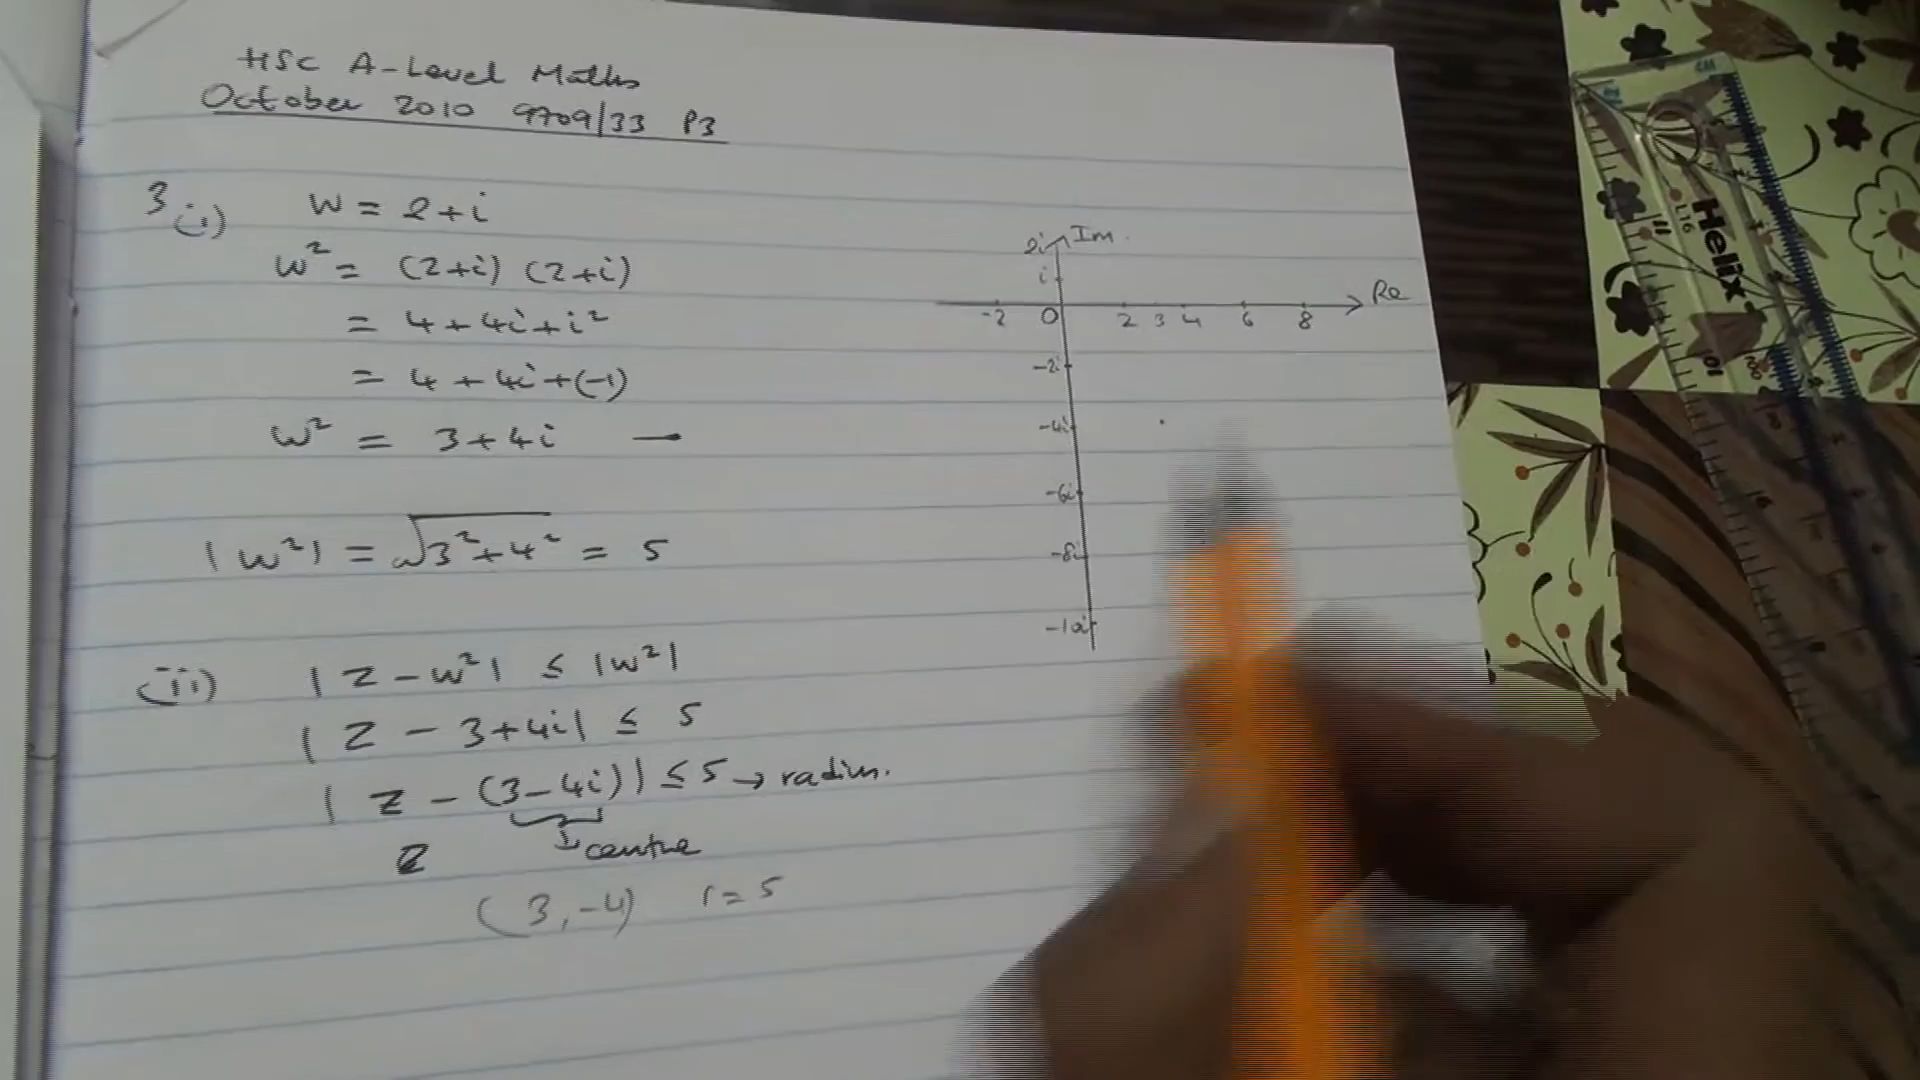 HSC A-Level Maths
October 2010 9709/33 P3
3 (i) W = 2+i
W² = (2+i) (2+i)
= 4+4i+i²
= 4+4i+(-1)
W² = 3+4i —
|W²| = √3²+4² = 5
(ii) |Z-W²| ≤ |W²|
|Z - 3+4i| ≤ 5
|Z - (3-4i)| ≤ 5 → radius.
Z ↳ centre
(3,-4) r=5
2i Im.
i
-2 0 2 3 4 6 8 Re
-2i
-4i
-6i
-8i
-10i
Helix